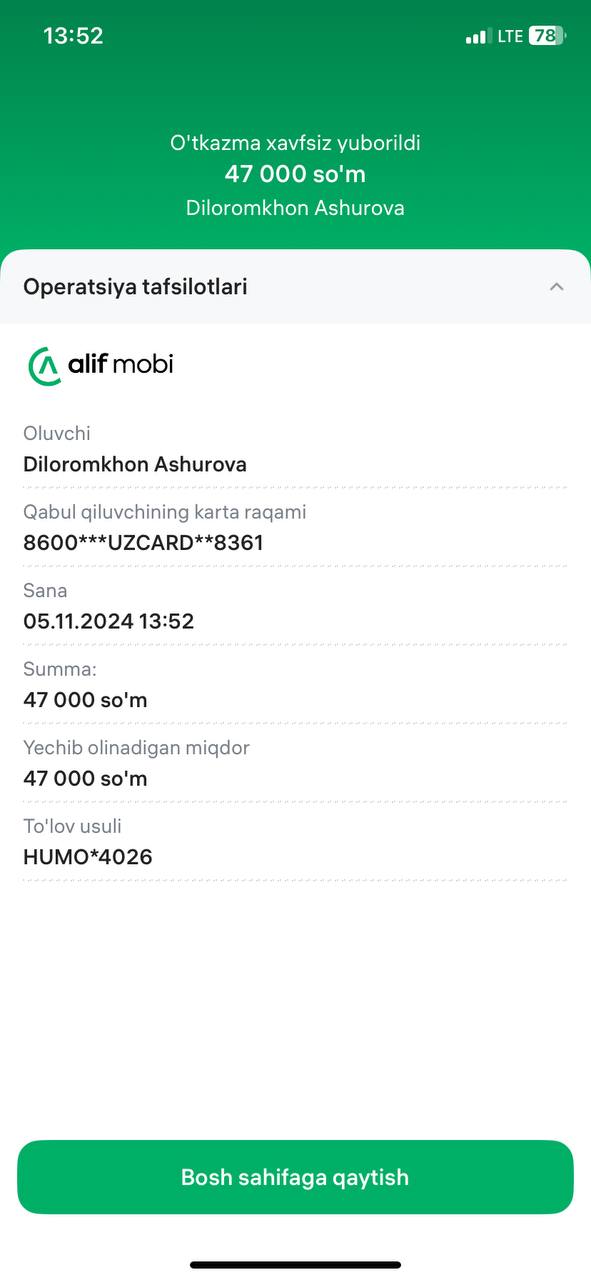 13:52
LTE 78
O'tkazma xavfsiz yuborildi
47 000 so'm
Diloromkhon Ashurova
Operatsiya tafsilotlari
alif mobi
Oluvchi
Diloromkhon Ashurova
Qabul qiluvchining karta raqami
8600***UZCARD**8361
Sana
05.11.2024 13:52
Summa:
47 000 so'm
Yechib olinadigan miqdor
47 000 so'm
To'lov usuli
HUMO*4026
Bosh sahifaga qaytish